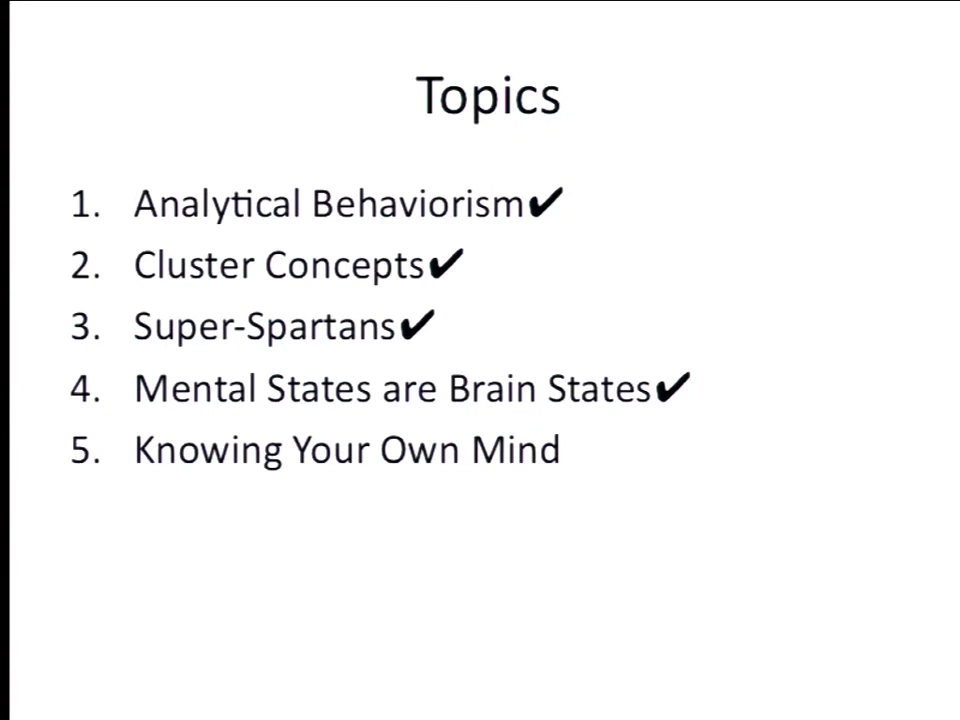 Topics
1. Analytical Behaviorism✔
2. Cluster Concepts✔
3. Super-Spartans✔
4. Mental States are Brain States✔
5. Knowing Your Own Mind